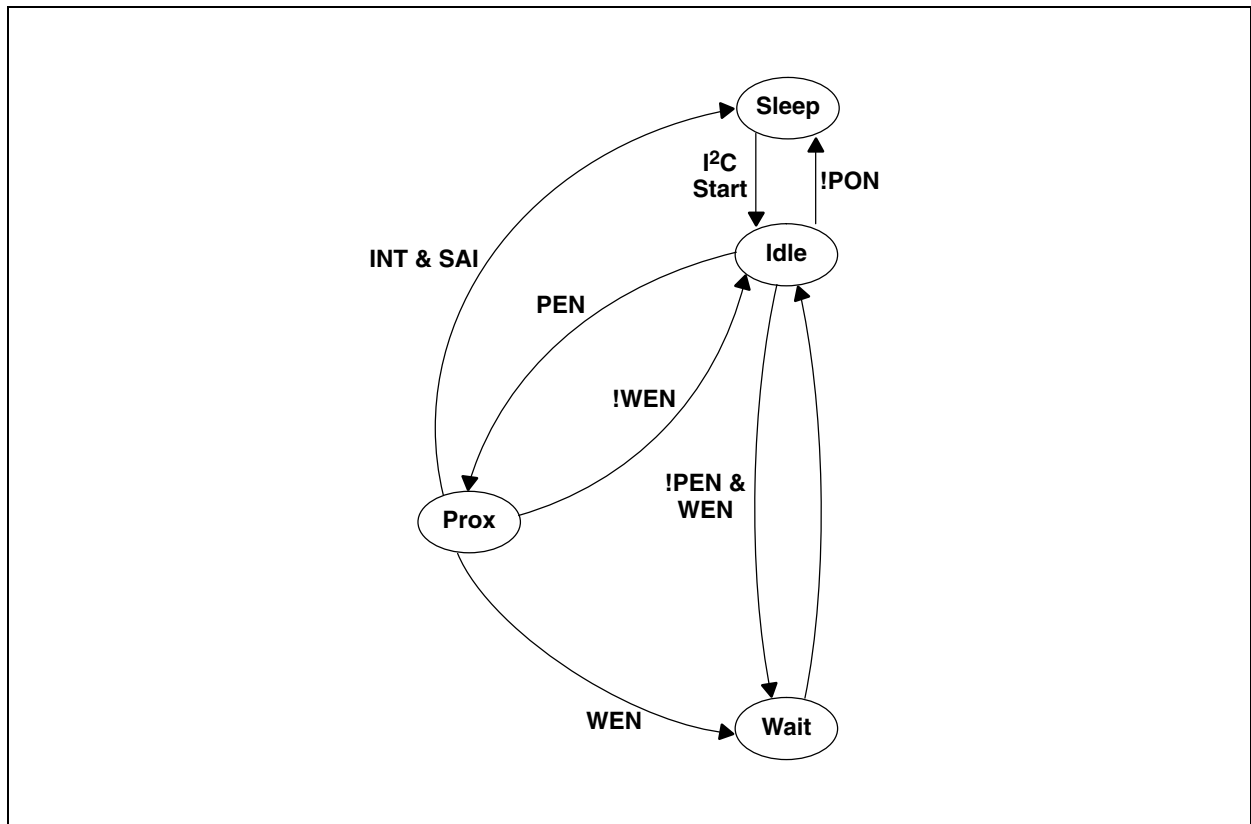 Sleep
I²C
Start
!PON
Idle
INT & SAI
PEN
!WEN
!PEN &
WEN
Prox
WEN
Wait